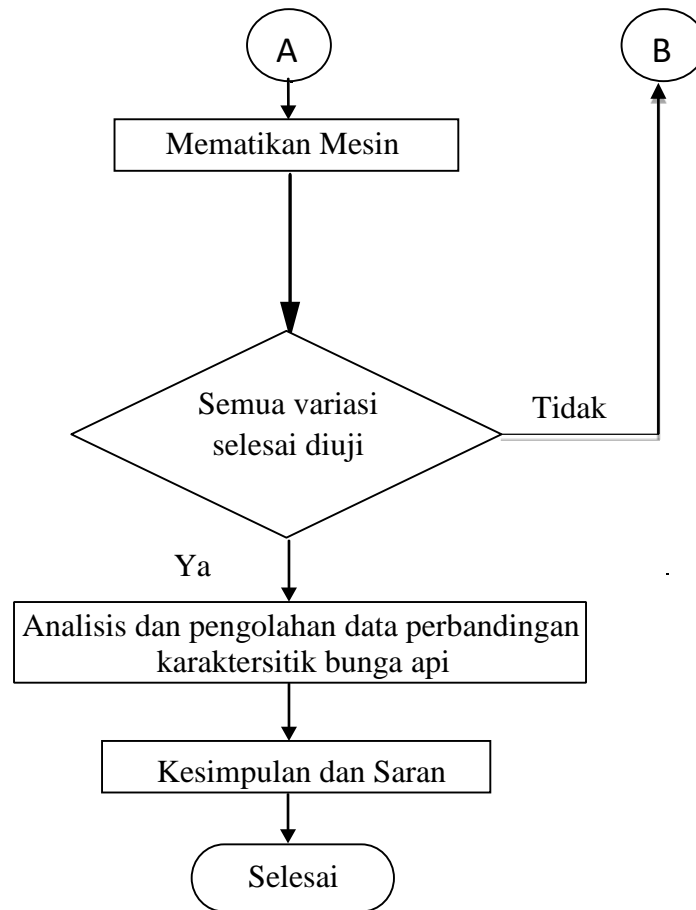 A
B
Mematikan Mesin
Semua variasi
selesai diuji
Tidak
Ya
Analisis dan pengolahan data perbandingan
karaktersitik bunga api
Kesimpulan dan Saran
Selesai